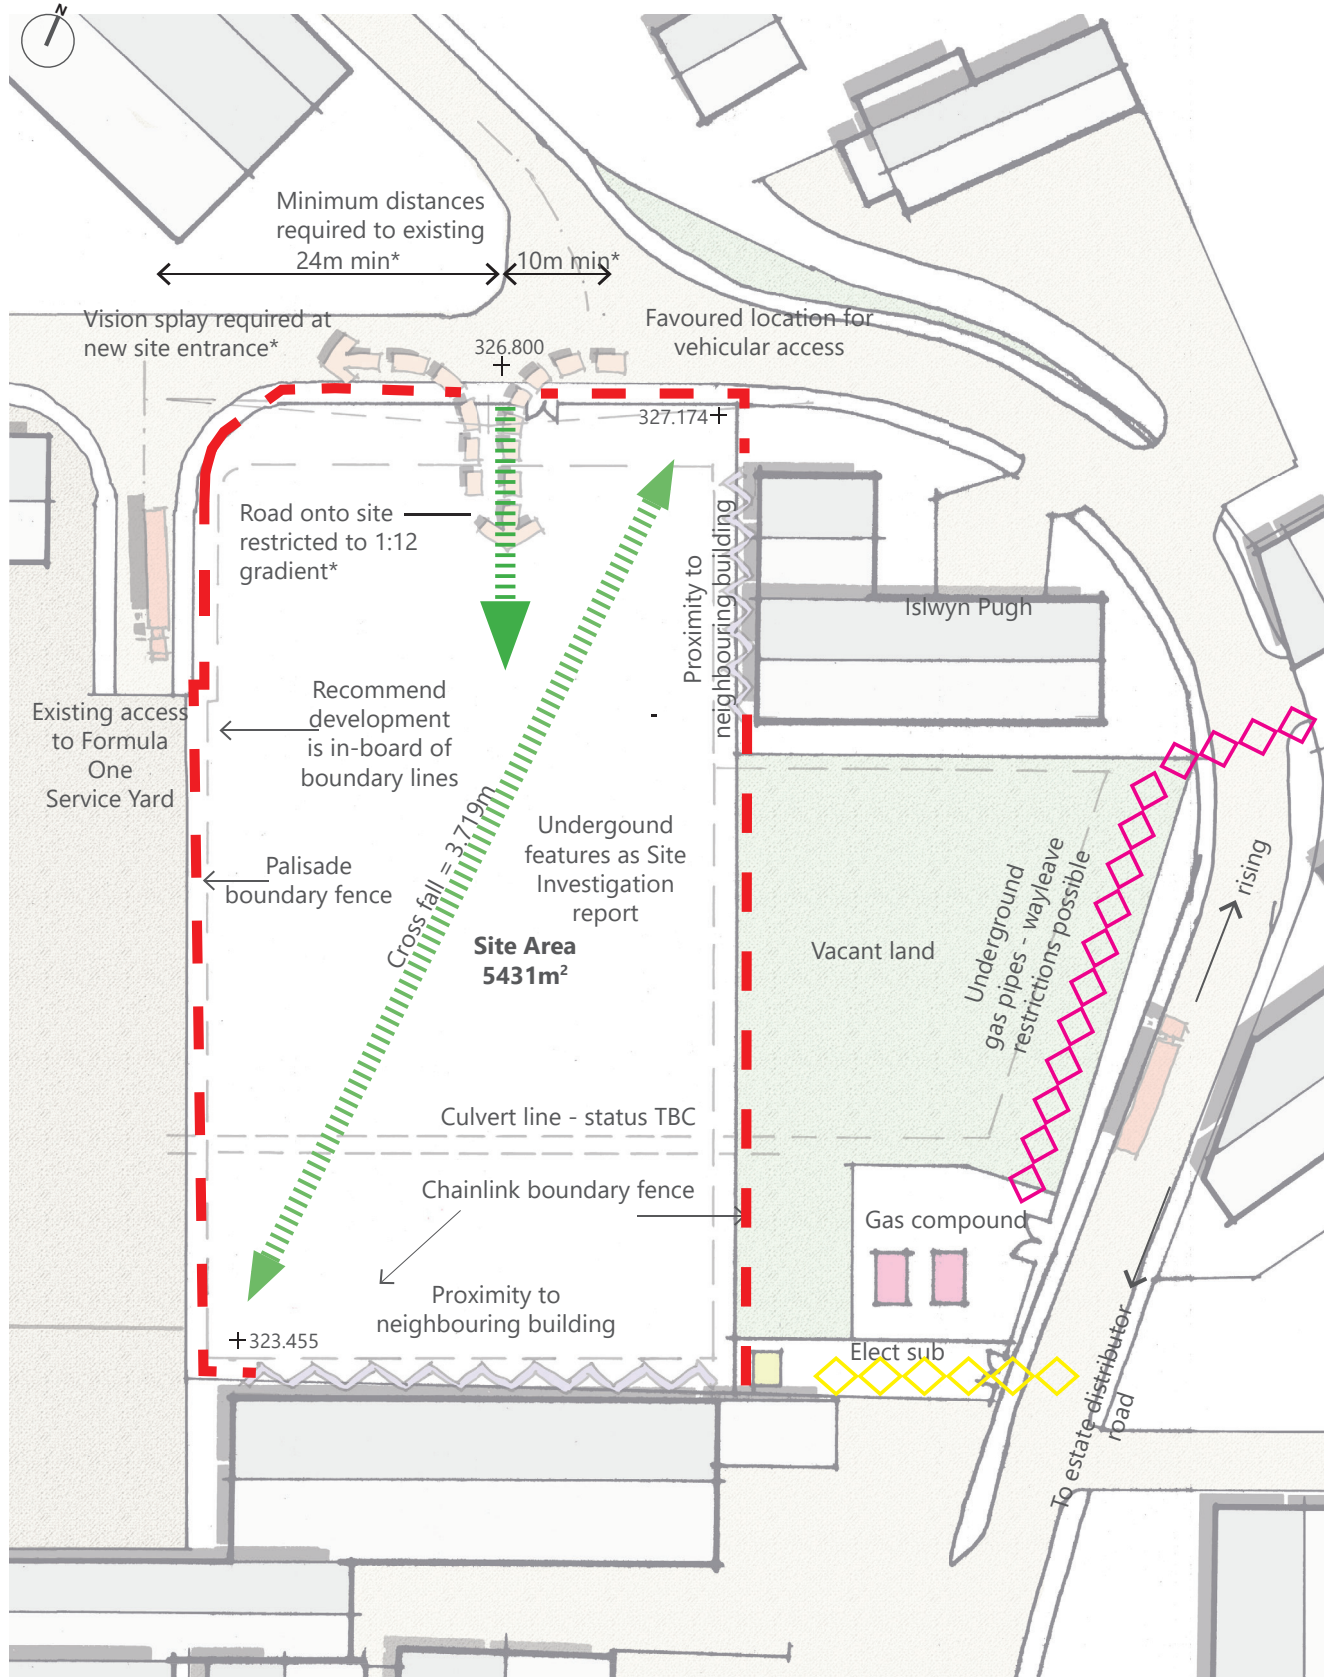 N
Minimum distances
required to existing
24m min*
10m min*
Vision splay required at
new site entrance*
326.800
Favoured location for
vehicular access
327.174
Road onto site
restricted to 1:12
gradient*
Proximity to
neighbouring building
Islwyn Pugh
Recommend
development
is in-board of
boundary lines
Existing access
to Formula
One
Service Yard
Cross fall = 3.719m
Undergound
features as Site
Investigation
report
Palisade
boundary fence
Site Area
5431m²
Vacant land
Underground
gas pipes - wayleave
restrictions possible
rising
Culvert line - status TBC
Chainlink boundary fence
Gas compound
Proximity to
neighbouring building
323.455
Elect sub
To estate distributor
road